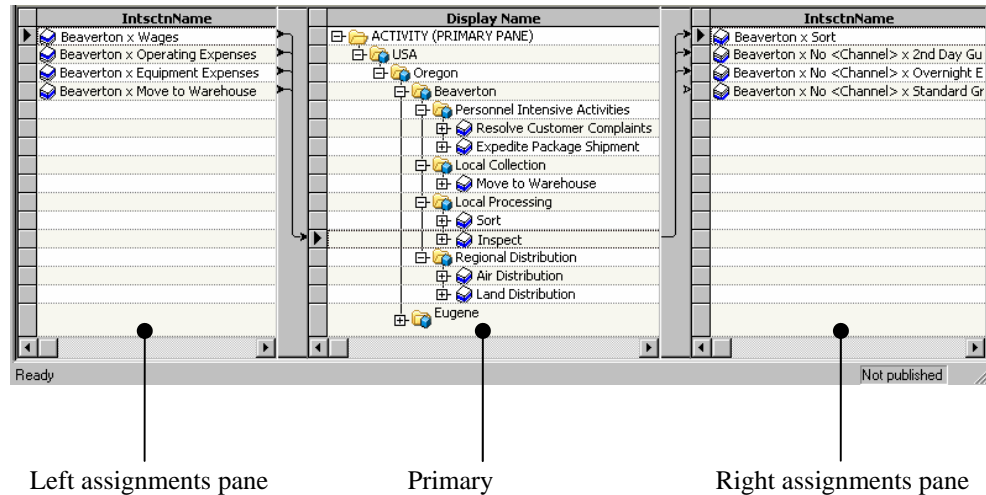 IntsctnName Display Name IntsctnName
Beaverton x Wages ACTIVITY (PRIMARY PANE) Beaverton x Sort
Beaverton x Operating Expenses USA Beaverton x No <Channel> x 2nd Day Gu
Beaverton x Equipment Expenses Oregon Beaverton x No <Channel> x Overnight E
Beaverton x Move to Warehouse Beaverton Beaverton x No <Channel> x Standard Gr
Personnel Intensive Activities
Resolve Customer Complaints
Expedite Package Shipment
Local Collection
Move to Warehouse
Local Processing
Sort
Inspect
Regional Distribution
Air Distribution
Land Distribution
Eugene
Ready Not published
Left assignments pane Primary Right assignments pane